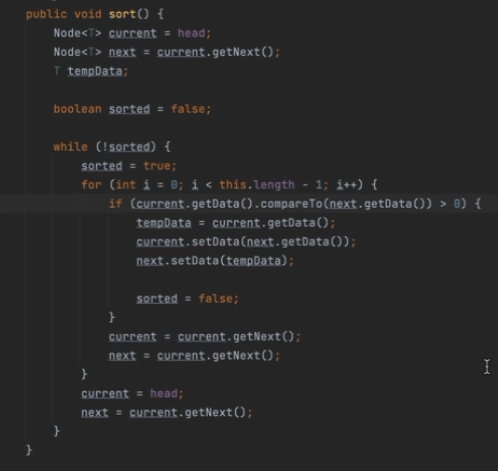 public void sort() {
    Node<T> current = head;
    Node<T> next = current.getNext();
    T tempData;

    boolean sorted = false;

    while (!sorted) {
        sorted = true;
        for (int i = 0; i < this.length - 1; i++) {
            if (current.getData().compareTo(next.getData()) > 0) {
                tempData = current.getData();
                current.setData(next.getData());
                next.setData(tempData);

                sorted = false;
            }
            current = current.getNext();
            next = current.getNext();
        }
        current = head;
        next = current.getNext();
    }
}